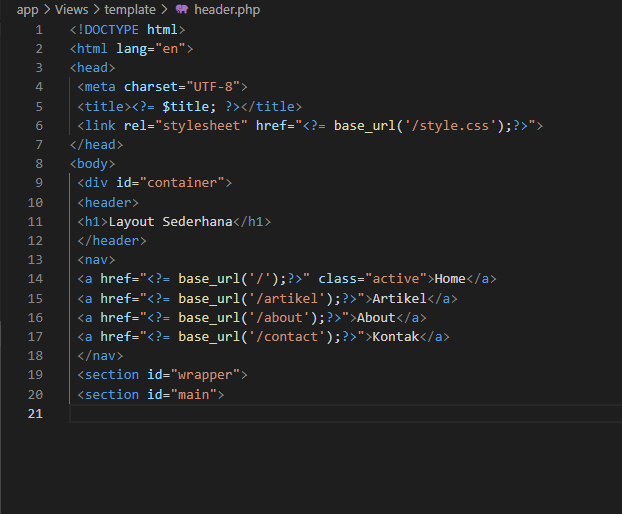 app > Views > template > header.php
1 <!DOCTYPE html>
2 <html lang="en">
3 <head>
4 <meta charset="UTF-8">
5 <title><?= $title; ?></title>
6 <link rel="stylesheet" href="<?= base_url('/style.css');?>">
7 </head>
8 <body>
9 <div id="container">
10 <header>
11 <h1>Layout Sederhana</h1>
12 </header>
13 <nav>
14 <a href="<?= base_url('/');?>" class="active">Home</a>
15 <a href="<?= base_url('/artikel');?>">Artikel</a>
16 <a href="<?= base_url('/about');?>">About</a>
17 <a href="<?= base_url('/contact');?>">Kontak</a>
18 </nav>
19 <section id="wrapper">
20 <section id="main">
21